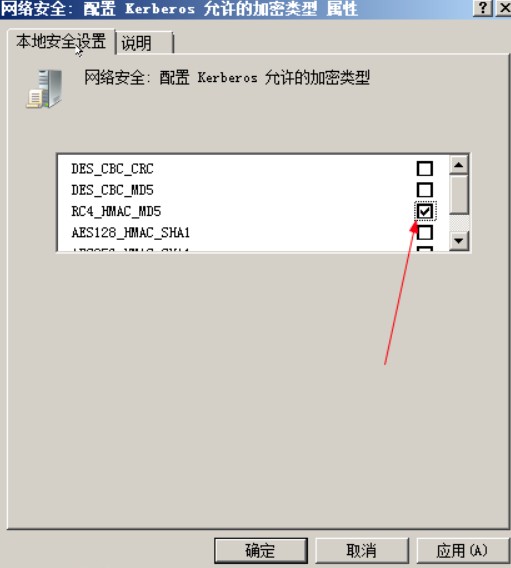 网络安全: 配置 Kerberos 允许的加密类型 属性
本地安全设置
说明
网络安全: 配置 Kerberos 允许的加密类型
DES_CBC_CRC
DES_CBC_MD5
RC4_HMAC_MD5
AES128_HMAC_SHA1
确定
取消
应用(A)